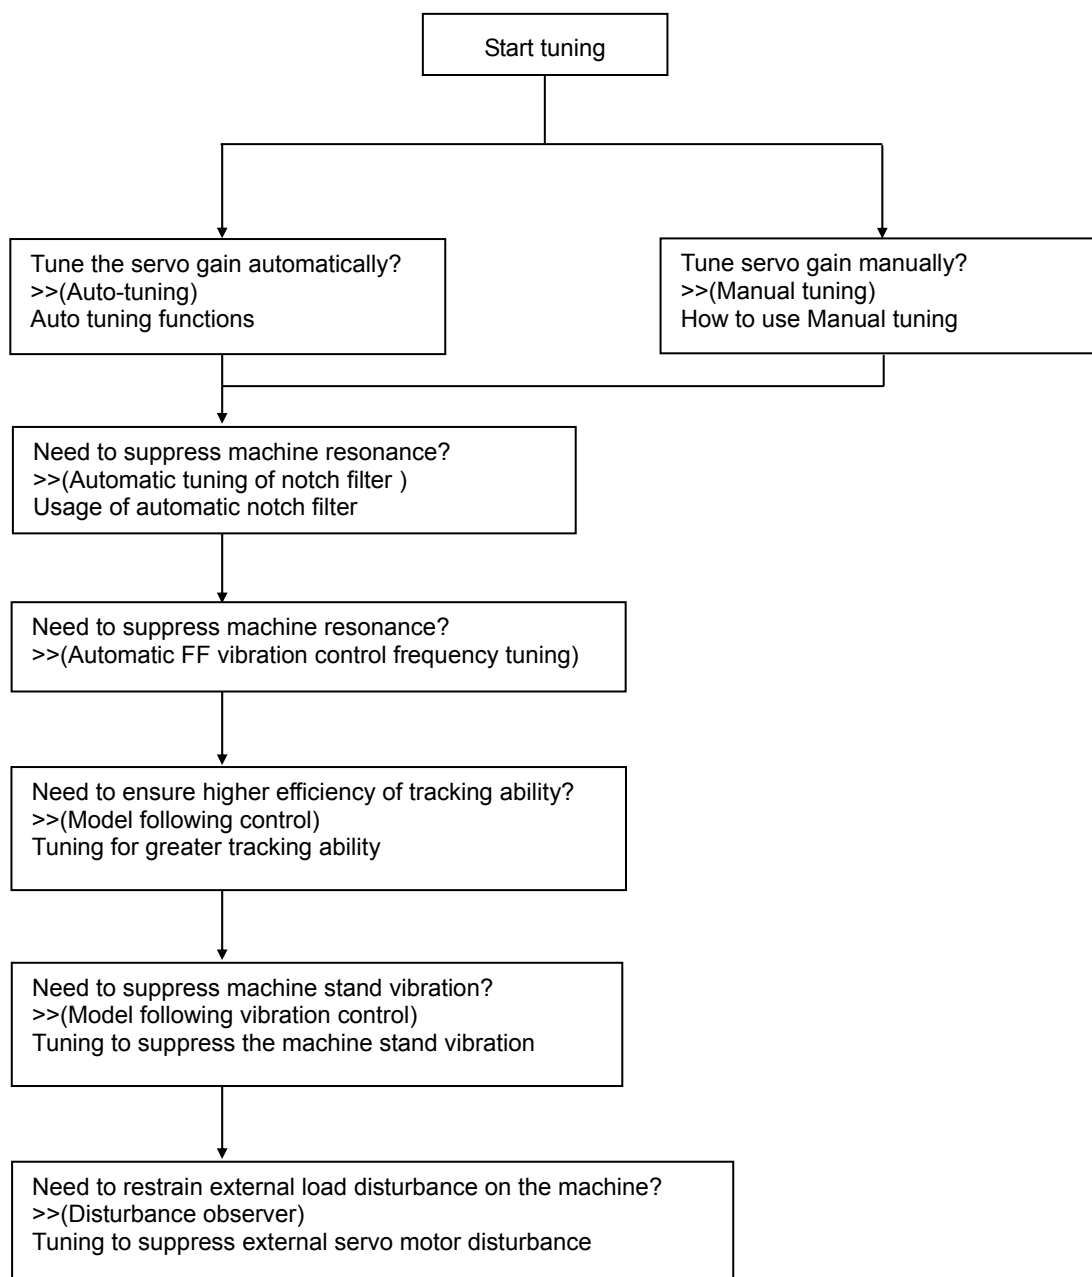 Start tuning
Tune the servo gain automatically?
>>(Auto-tuning)
Auto tuning functions
Tune servo gain manually?
>>(Manual tuning)
How to use Manual tuning
Need to suppress machine resonance?
>>(Automatic tuning of notch filter )
Usage of automatic notch filter
Need to suppress machine resonance?
>>(Automatic FF vibration control frequency tuning)
Need to ensure higher efficiency of tracking ability?
>>(Model following control)
Tuning for greater tracking ability
Need to suppress machine stand vibration?
>>(Model following vibration control)
Tuning to suppress the machine stand vibration
Need to restrain external load disturbance on the machine?
>>(Disturbance observer)
Tuning to suppress external servo motor disturbance